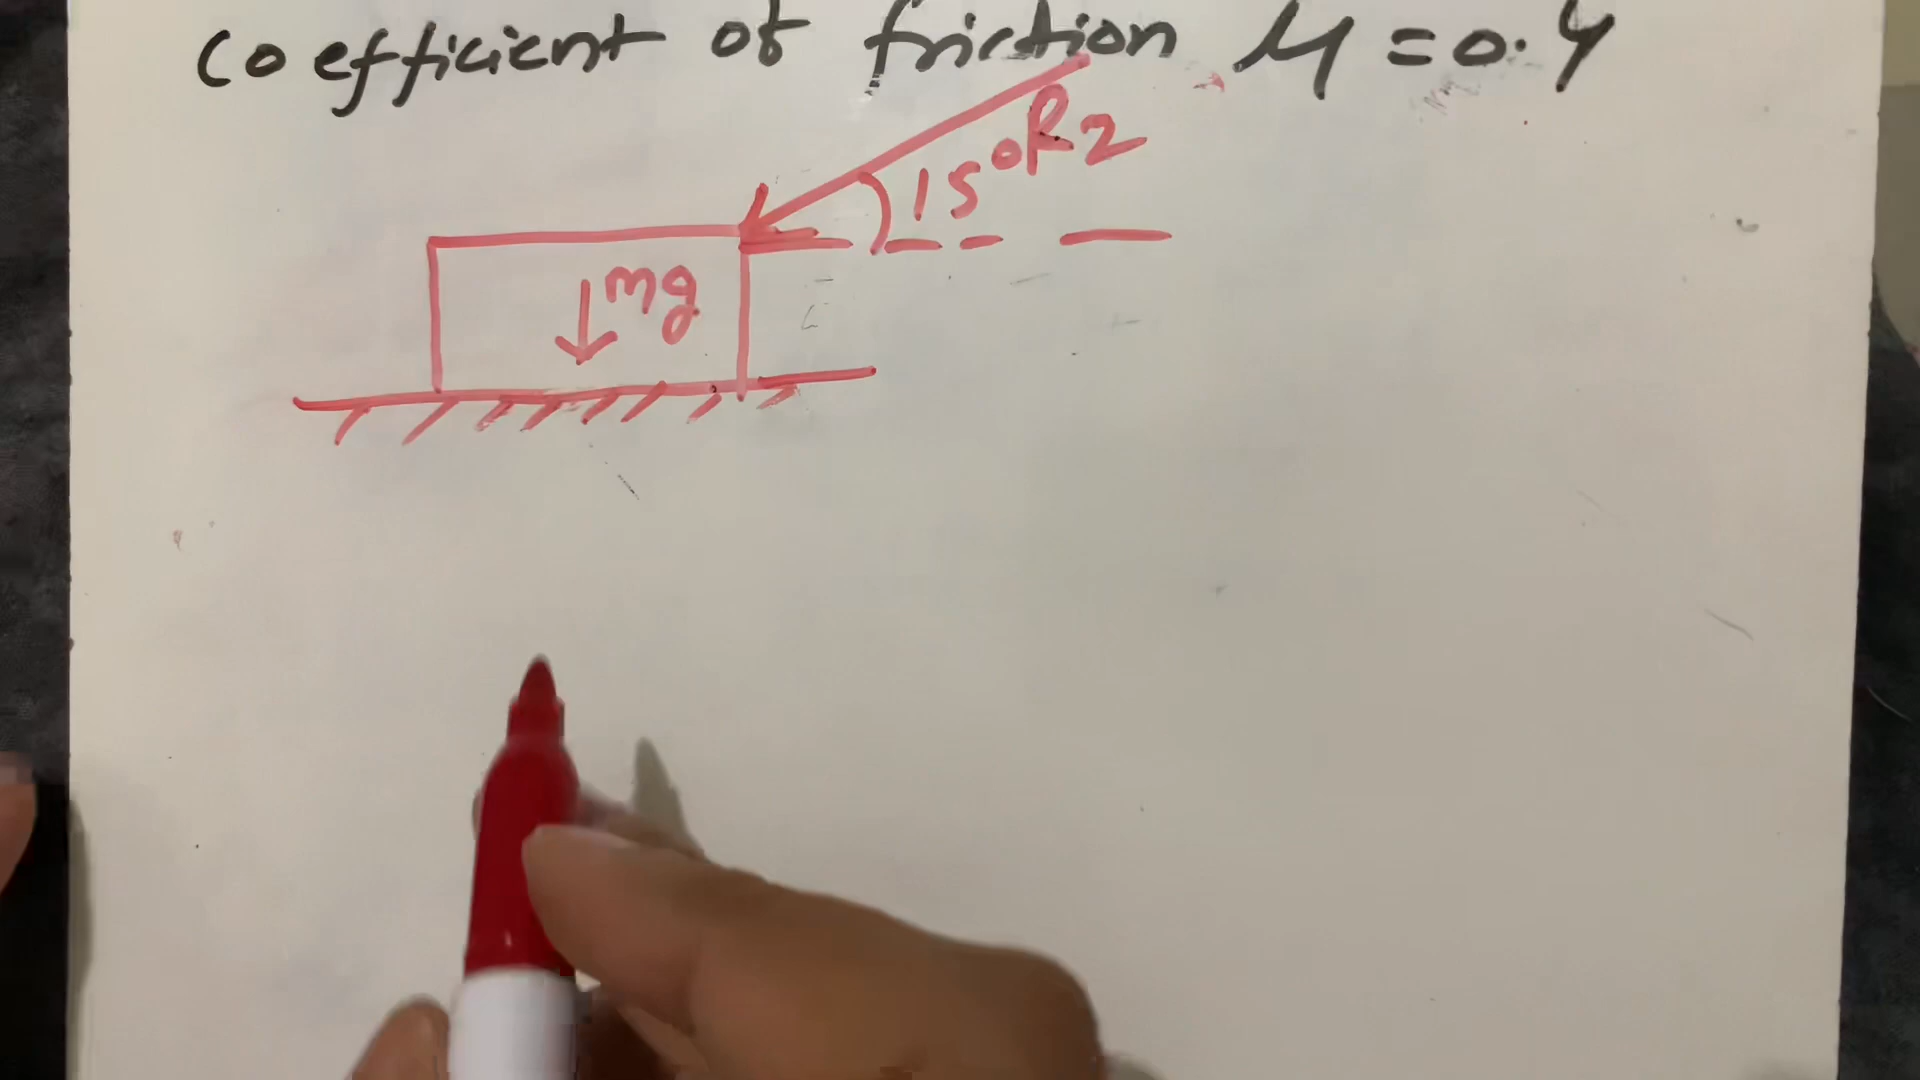 Coefficient of friction μ = 0.4
15° R2
mg